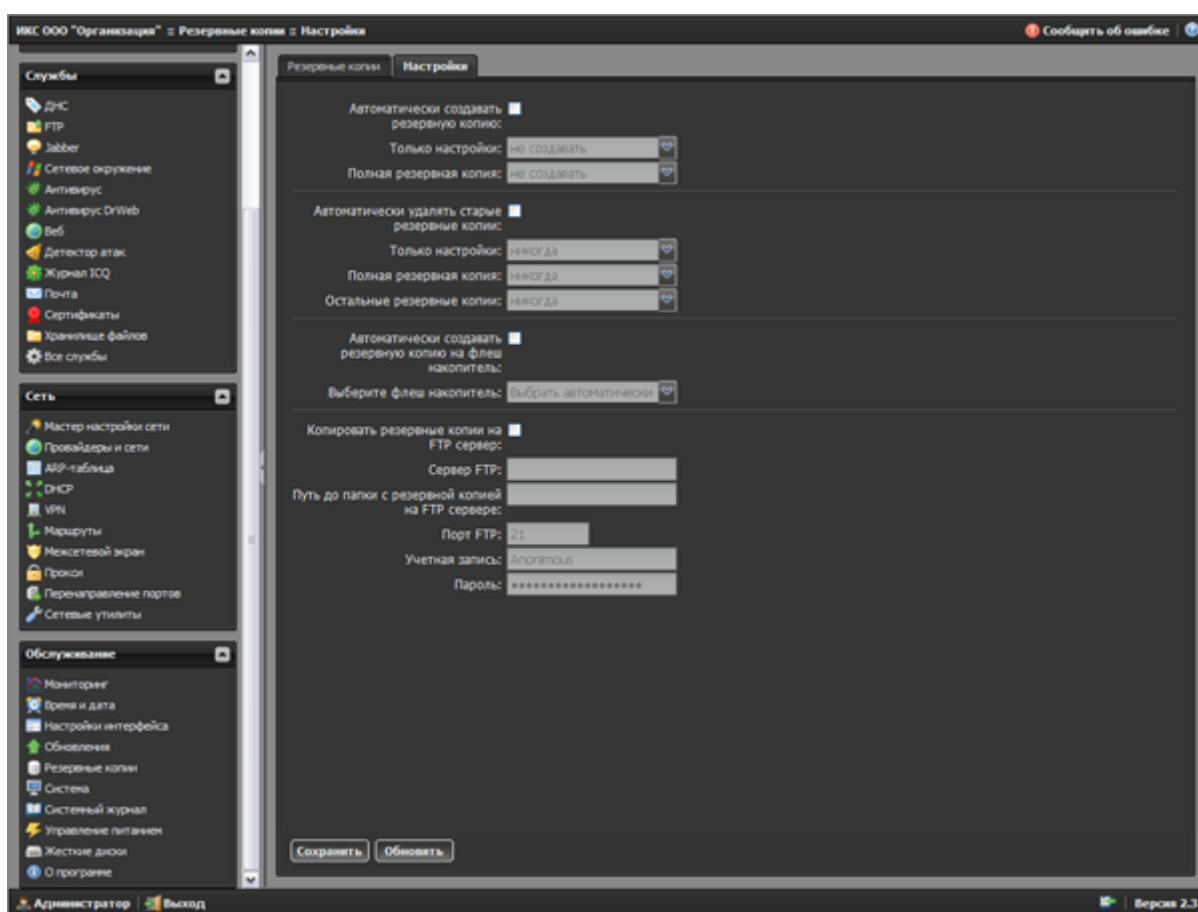 ИКС ООО "Организация" :: Резервные копии :: Настройки
Сообщить об ошибке
Службы
ДНС
FTP
Jabber
Сетевое окружение
Антивирус
Антивирус DrWeb
Веб
Детектор атак
Журнал ICQ
Почта
Сертификаты
Хранилище файлов
Все службы
Сеть
Мастер настройки сети
Провайдеры и сети
ARP-таблица
DHCP
VPN
Маршруты
Межсетевой экран
Прокси
Перенаправление портов
Сетевые утилиты
Обслуживание
Мониторинг
Время и дата
Настройки интерфейса
Обновления
Резервные копии
Система
Системный журнал
Управление питанием
Жесткие диски
О программе
Резервные копии
Настройки
Автоматически создавать
резервную копию:
Только настройки: не создавать
Полная резервная копия: не создавать
Автоматически удалять старые
резервные копии:
Только настройки: никогда
Полная резервная копия: никогда
Остальные резервные копии: никогда
Автоматически создавать
резервную копию на флеш
накопитель:
Выберите флеш накопитель: Выбрать автоматически
Копировать резервные копии на
FTP сервер:
Сервер FTP:
Путь до папки с резервной копией
на FTP сервере:
Порт FTP: 21
Учетная запись: Anonimous
Пароль: ••••••••••••••••••
Сохранить
Обновить
Администратор
Выход
Версия 2.3